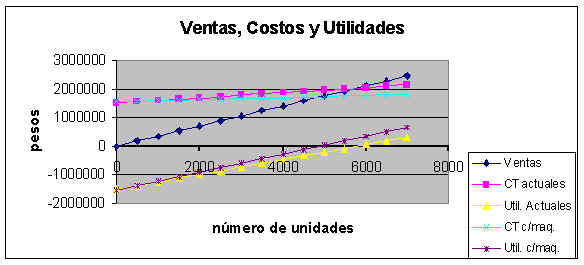 Ventas, Costos y Utilidades
3000000
2000000
1000000
0
-1000000
-2000000
pesos
0 2000 4000 6000 8000
número de unidades
Ventas
CT actuales
Util. Actuales
CT c/maq.
Util. c/maq.